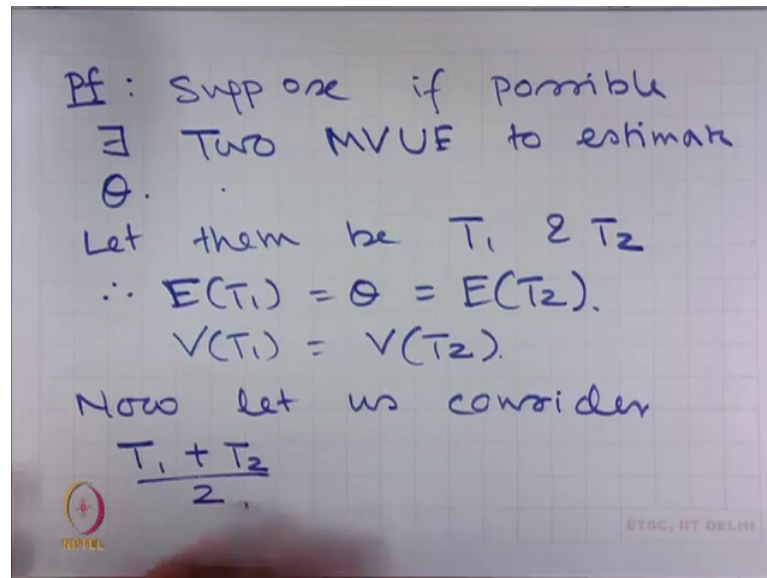 Pf : Suppose if possible
∃ Two MVUE to estimate
θ.
Let them be T₁ & T₂
∴ E(T₁) = θ = E(T₂).
V(T₁) = V(T₂).
Now let us consider
T₁ + T₂
2
NPTEL
ETSC, IIT DELHI